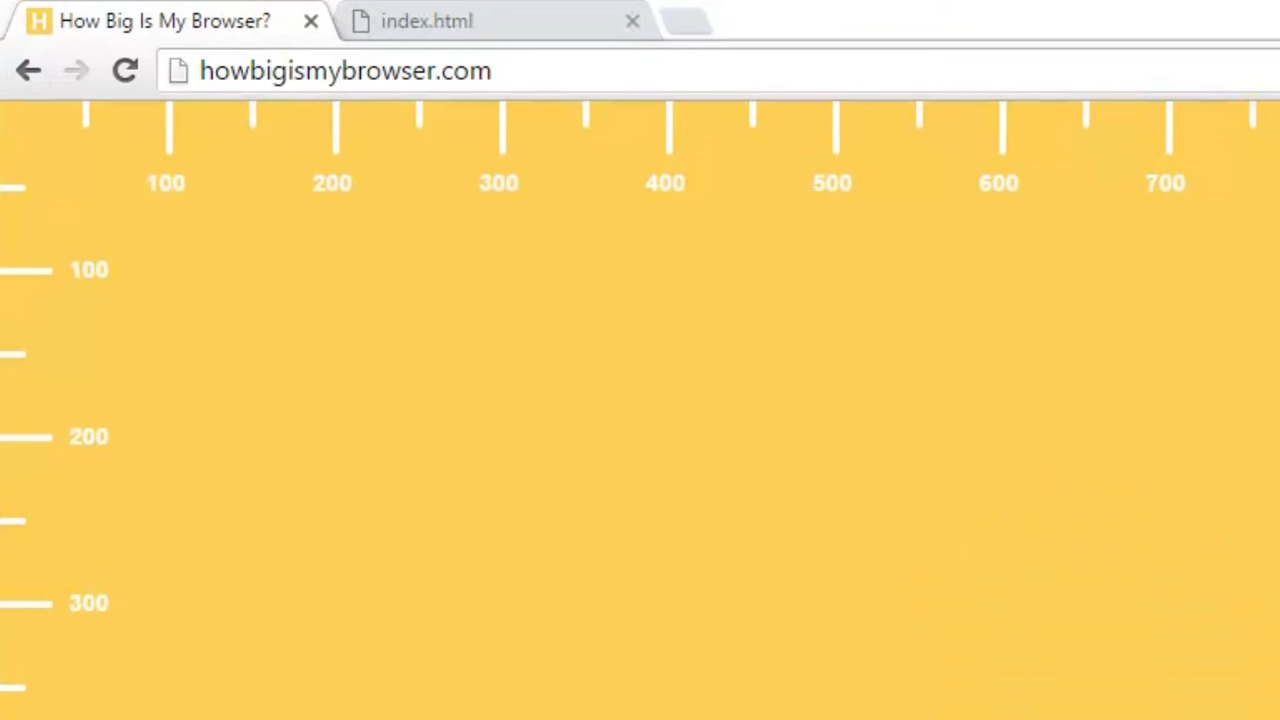 H How Big Is My Browser? index.html
howbigismybrowser.com
100 200 300 400 500 600 700
100
200
300